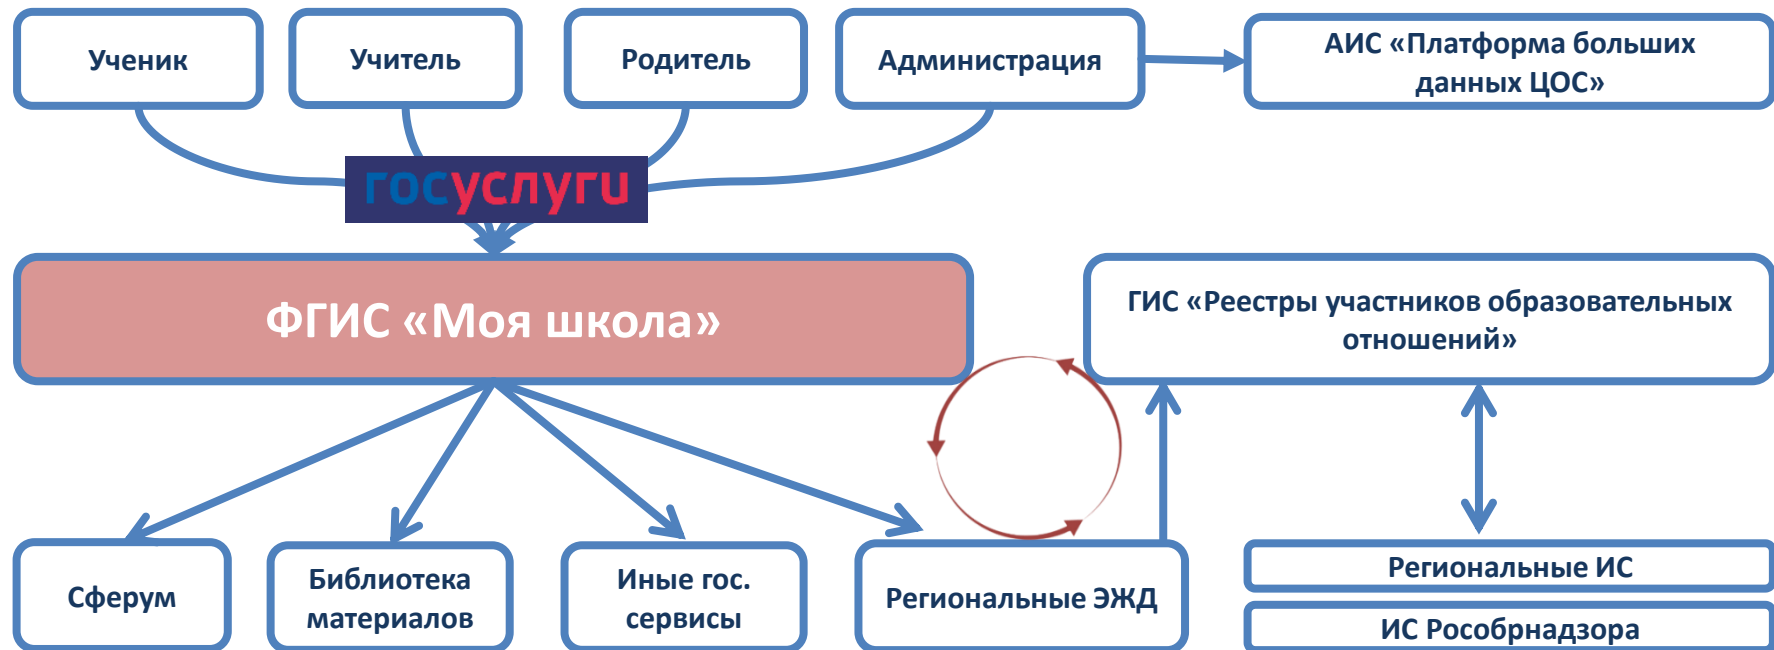 Ученик
Учитель
Родитель
Администрация
АИС «Платформа больших
данных ЦОС»
госуслуги
ФГИС «Моя школа»
ГИС «Реестры участников образовательных
отношений»
Сферум
Библиотека
материалов
Иные гос.
сервисы
Региональные ЭЖД
Региональные ИС
ИС Рособрнадзора